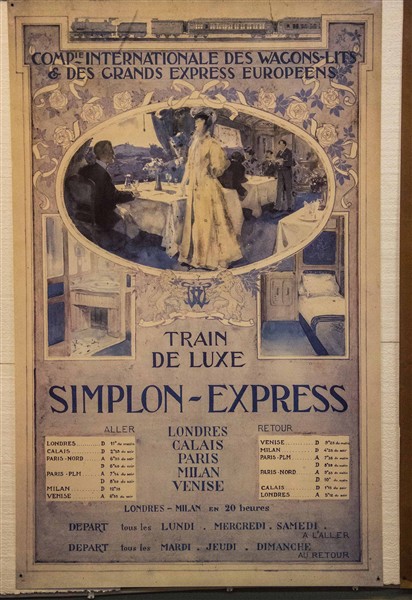 COMPIE INTERNATIONALE DES WAGONS-LITS
& DES GRANDS EXPRESS EUROPEENS
TRAIN
DE LUXE
SIMPLON-EXPRESS
ALLER
LONDRES D
CALAIS D
PARIS-NORD A
D
PARIS-PLM A
D
MILAN D
VENISE A
LONDRES
CALAIS
PARIS
MILAN
VENISE
RETOUR
VENISE D
MILAN D
PARIS-PLM A
D
PARIS-NORD A
D
CALAIS A
LONDRES A
LONDRES - MILAN EN 20 heures
DEPART tous les LUNDI . MERCREDI . SAMEDI .
A L'ALLER
DEPART tous les MARDI . JEUDI . DIMANCHE
AU RETOUR